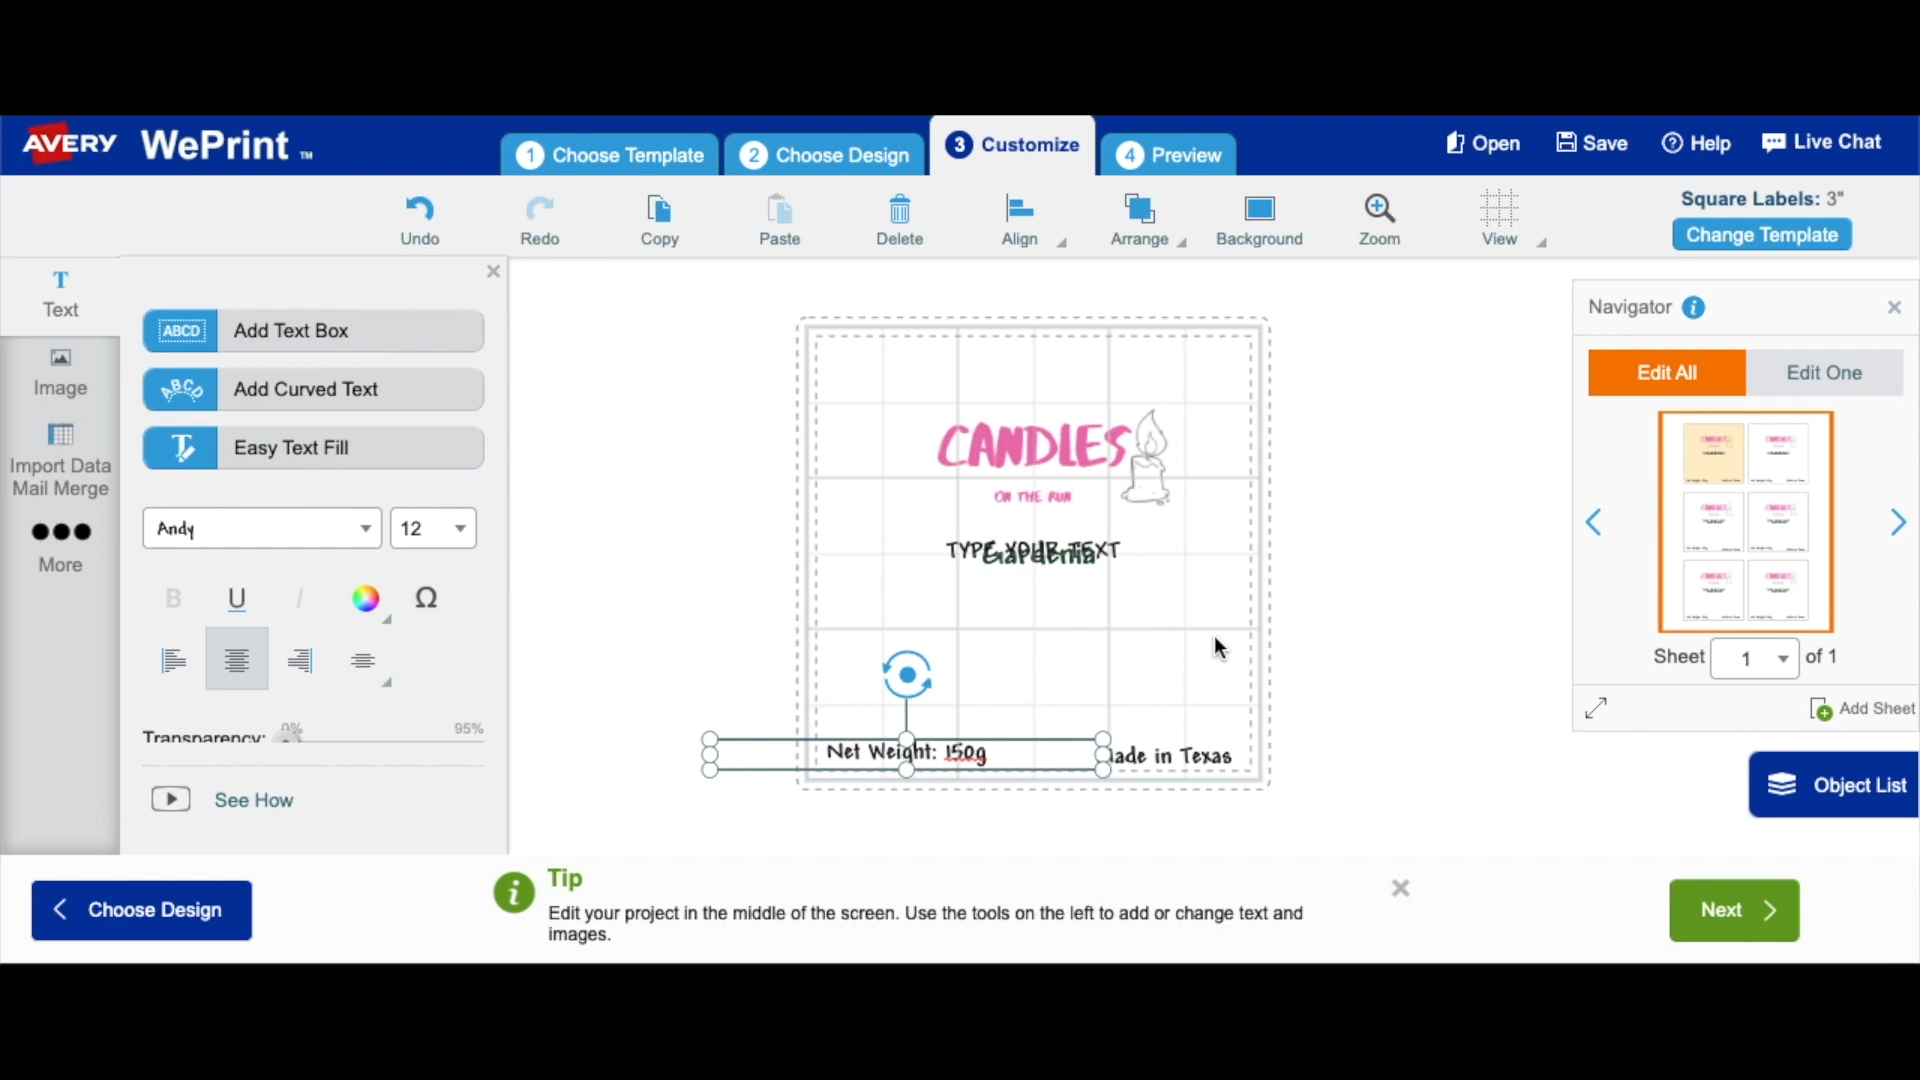 AVERY WePrint ™
1 Choose Template
2 Choose Design
3 Customize
4 Preview
Open
Save
Help
Live Chat
Undo
Redo
Copy
Paste
Delete
Align
Arrange
Background
Zoom
View
Square Labels: 3"
Change Template
Text
Image
Import Data
Mail Merge
More
ABCD Add Text Box
ABCD Add Curved Text
Easy Text Fill
Andy
12
B U I Ω
Transparency: 0% 95%
See How
CANDLES
ON THE RUN
TYPE YOUR TEXT
Gardenia
Net Weight: 150g
ade in Texas
Navigator
Edit All
Edit One
Sheet 1 of 1
Add Sheet
Object List
Choose Design
Tip
Edit your project in the middle of the screen. Use the tools on the left to add or change text and
images.
Next